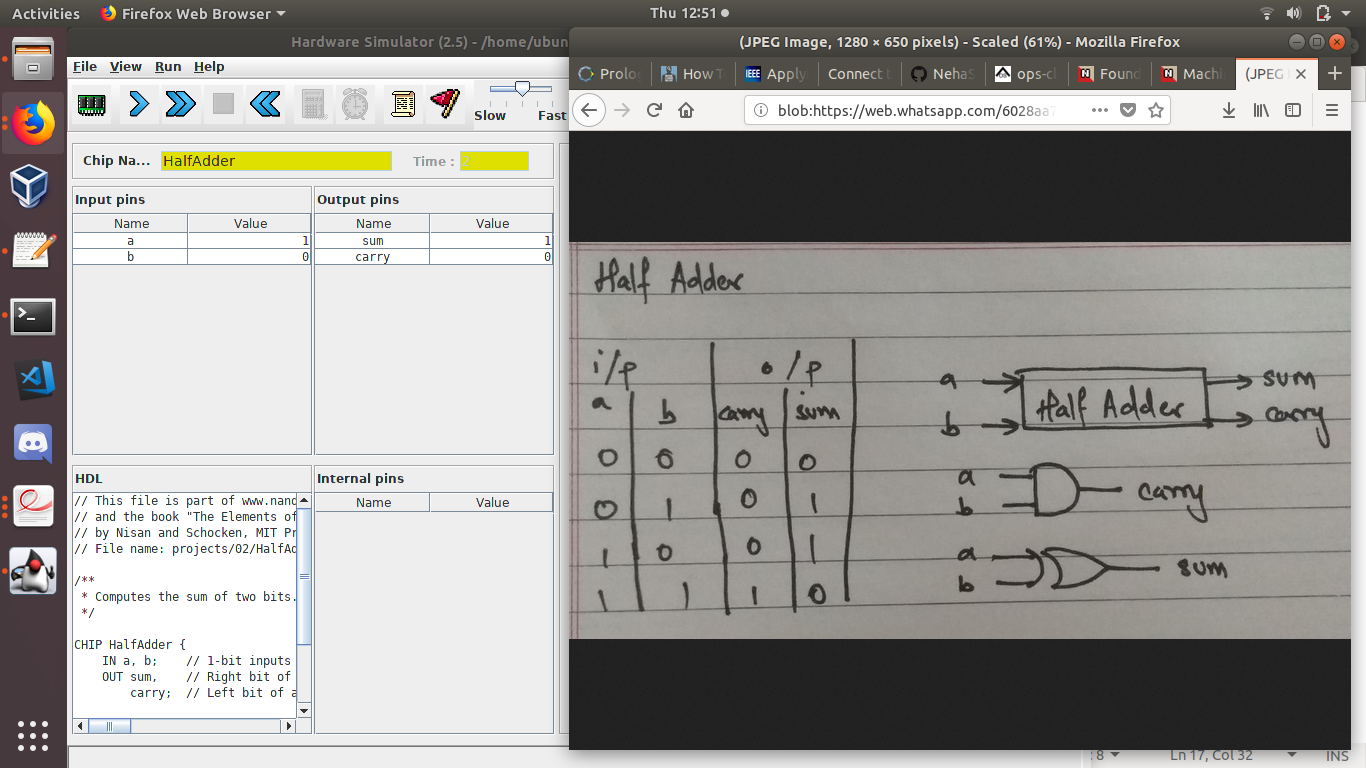 Activities
Firefox Web Browser
Thu 12:51
Hardware Simulator (2.5) - /home/ubun
File View Run Help
Slow Fast
Chip Na... HalfAdder Time : 2
Input pins
Name Value
a 1
b 0
Output pins
Name Value
sum 1
carry 0
HDL
// This file is part of www.nand
// and the book "The Elements of
// by Nisan and Schocken, MIT Pr
// File name: projects/02/HalfAd
/**
* Computes the sum of two bits.
*/
CHIP HalfAdder {
IN a, b; // 1-bit inputs
OUT sum, // Right bit of
carry; // Left bit of a
Internal pins
Name Value
(JPEG Image, 1280 × 650 pixels) - Scaled (61%) - Mozilla Firefox
Prolo How T IEEE Apply Connect t NehaS ops-cl N Found N Machi (JPEG
blob:https://web.whatsapp.com/6028aa7
Half Adder
i/p o/p
a b carry sum
0 0 0 0
0 1 0 1
1 0 0 1
1 1 1 0
a sum
Half Adder
b carry
a
b carry
a
b sum
8 Ln 17, Col 32 INS